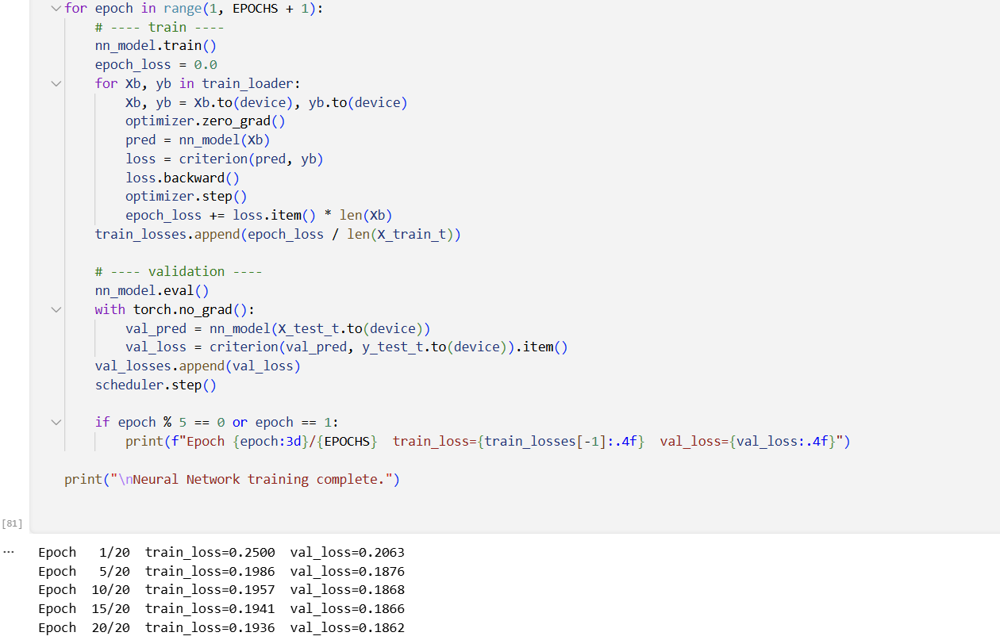 for epoch in range(1, EPOCHS + 1):
    # ---- train ----
    nn_model.train()
    epoch_loss = 0.0
    for Xb, yb in train_loader:
        Xb, yb = Xb.to(device), yb.to(device)
        optimizer.zero_grad()
        pred = nn_model(Xb)
        loss = criterion(pred, yb)
        loss.backward()
        optimizer.step()
        epoch_loss += loss.item() * len(Xb)
    train_losses.append(epoch_loss / len(X_train_t))

    # ---- validation ----
    nn_model.eval()
    with torch.no_grad():
        val_pred = nn_model(X_test_t.to(device))
        val_loss = criterion(val_pred, y_test_t.to(device)).item()
    val_losses.append(val_loss)
    scheduler.step()

    if epoch % 5 == 0 or epoch == 1:
        print(f"Epoch {epoch:3d}/{EPOCHS}  train_loss={train_losses[-1]:.4f}  val_loss={val_loss:.4f}")

print("\nNeural Network training complete.")
[81]
...
Epoch   1/20  train_loss=0.2500  val_loss=0.2063
Epoch   5/20  train_loss=0.1986  val_loss=0.1876
Epoch  10/20  train_loss=0.1957  val_loss=0.1868
Epoch  15/20  train_loss=0.1941  val_loss=0.1866
Epoch  20/20  train_loss=0.1936  val_loss=0.1862